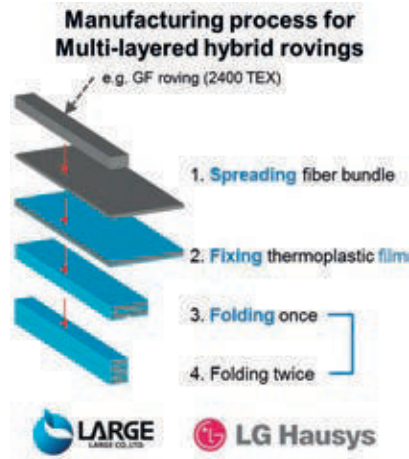 Manufacturing process for
Multi-layered hybrid rovings
e.g. GF roving (2400 TEX)
1. Spreading fiber bundle
2. Fixing thermoplastic film
3. Folding once
4. Folding twice
LARGE
LARGE CO.,LTD.
LG Hausys